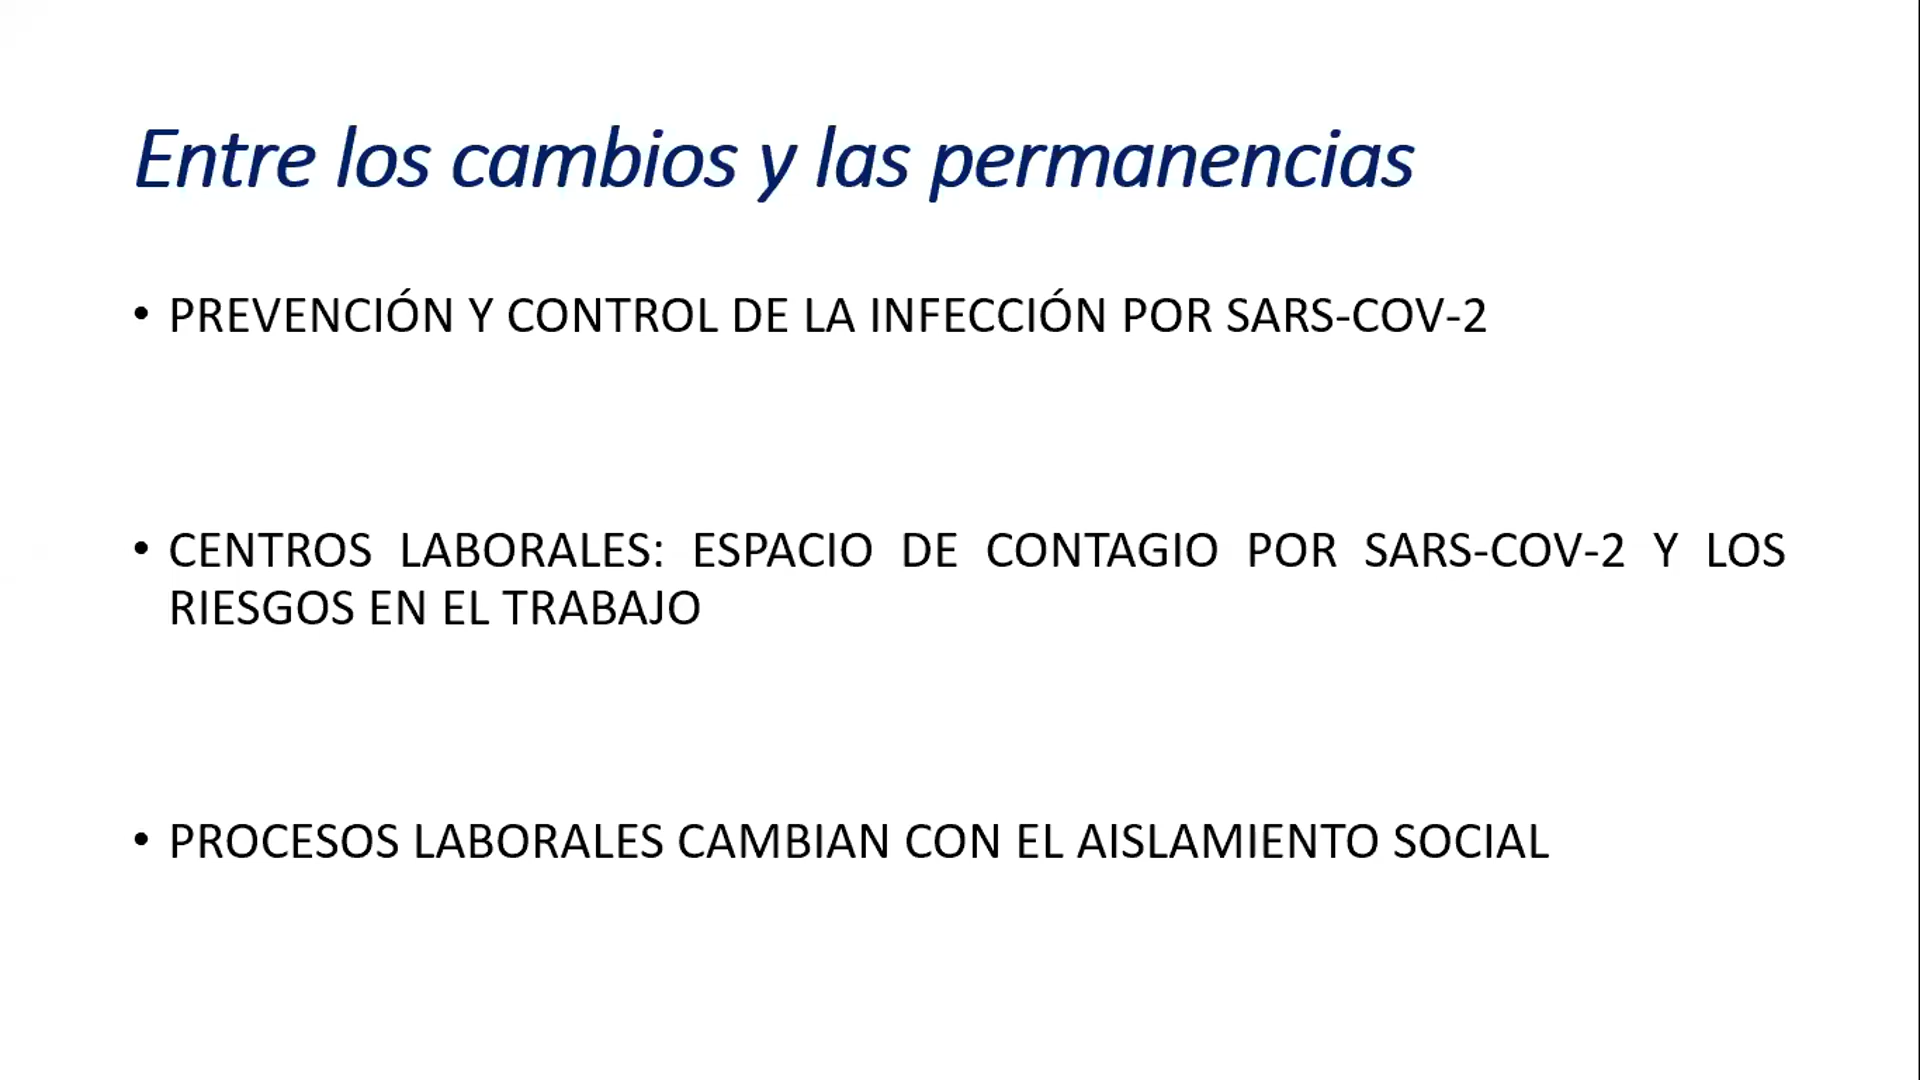 Entre los cambios y las permanencias
• PREVENCIÓN Y CONTROL DE LA INFECCIÓN POR SARS-COV-2
• CENTROS LABORALES: ESPACIO DE CONTAGIO POR SARS-COV-2 Y LOS
RIESGOS EN EL TRABAJO
• PROCESOS LABORALES CAMBIAN CON EL AISLAMIENTO SOCIAL